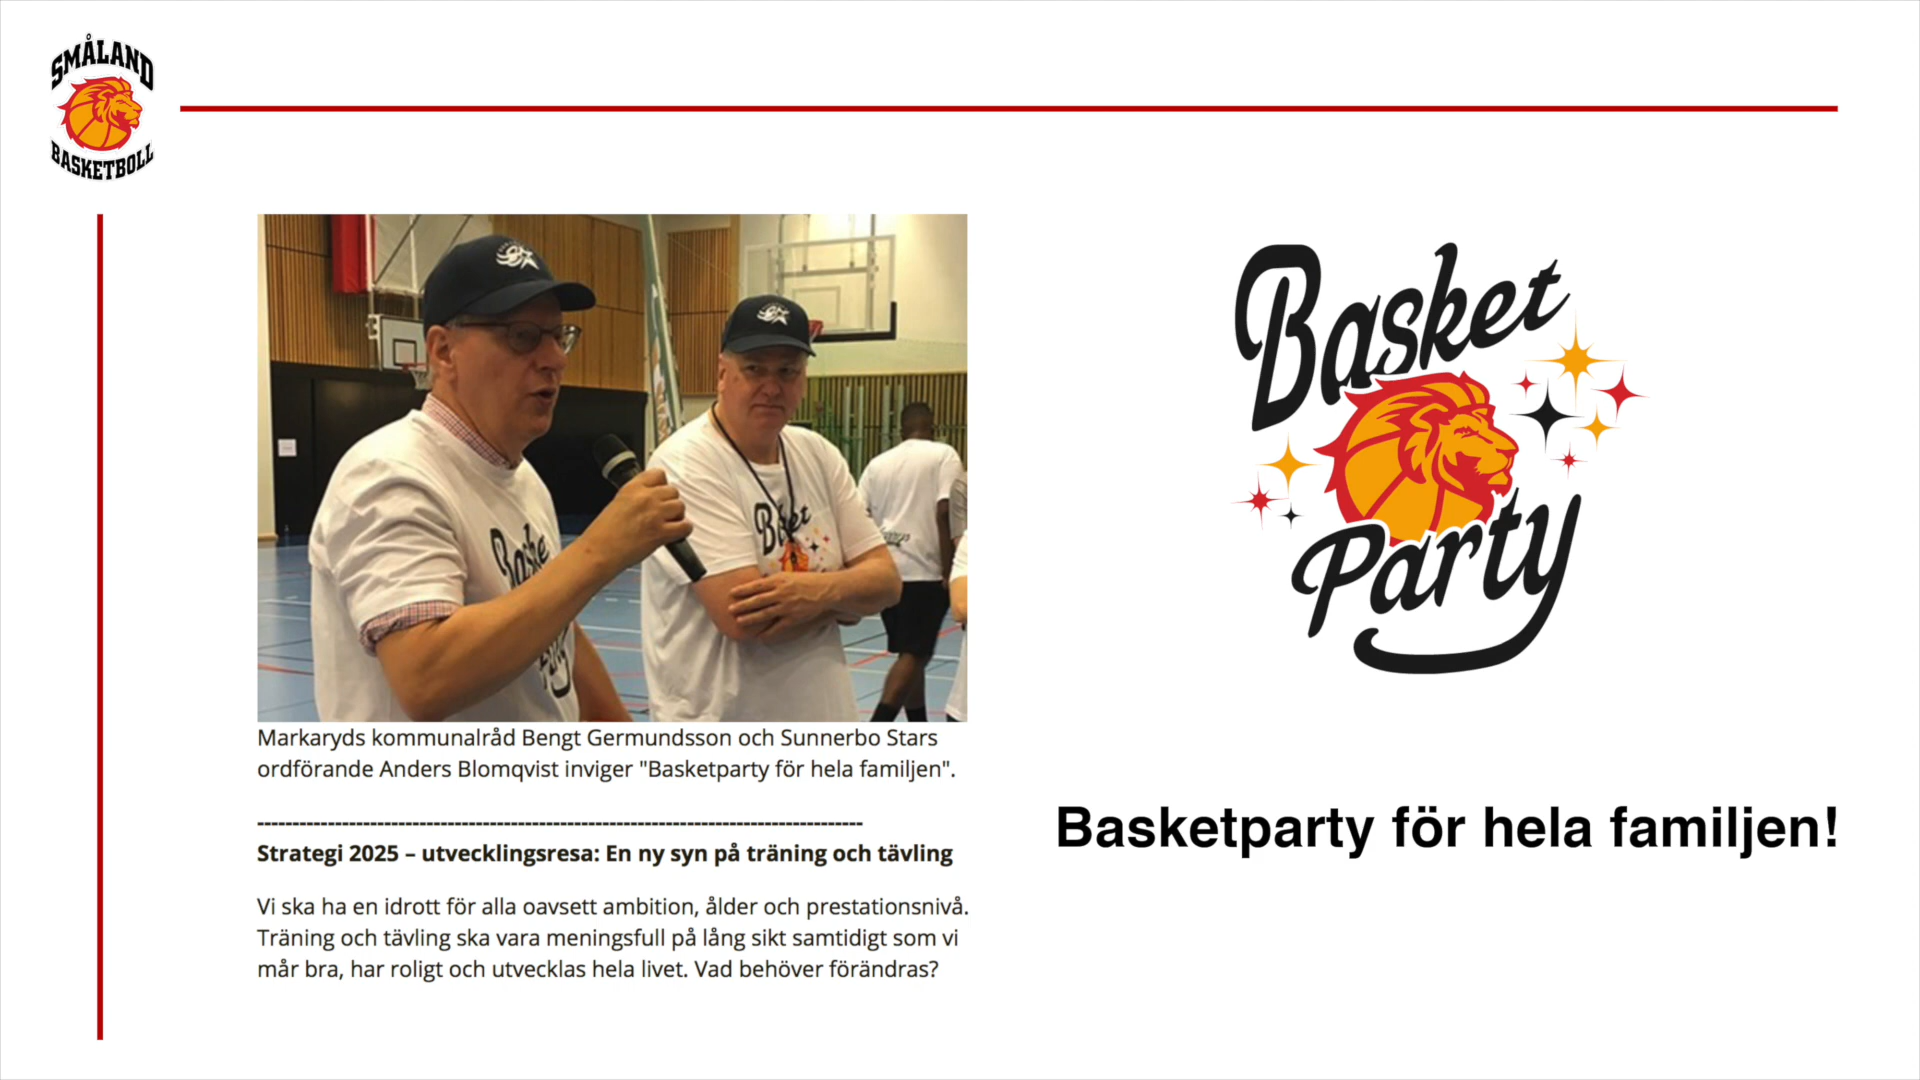 SMÅLAND
BASKETBOLL
Markaryds kommunalråd Bengt Germundsson och Sunnerbo Stars
ordförande Anders Blomqvist inviger "Basketparty för hela familjen".
--------------------------------------------------------------------------------------
Strategi 2025 – utvecklingsresa: En ny syn på träning och tävling
Vi ska ha en idrott för alla oavsett ambition, ålder och prestationsnivå.
Träning och tävling ska vara meningsfull på lång sikt samtidigt som vi
mår bra, har roligt och utvecklas hela livet. Vad behöver förändras?
Basket
Party
Basketparty för hela familjen!